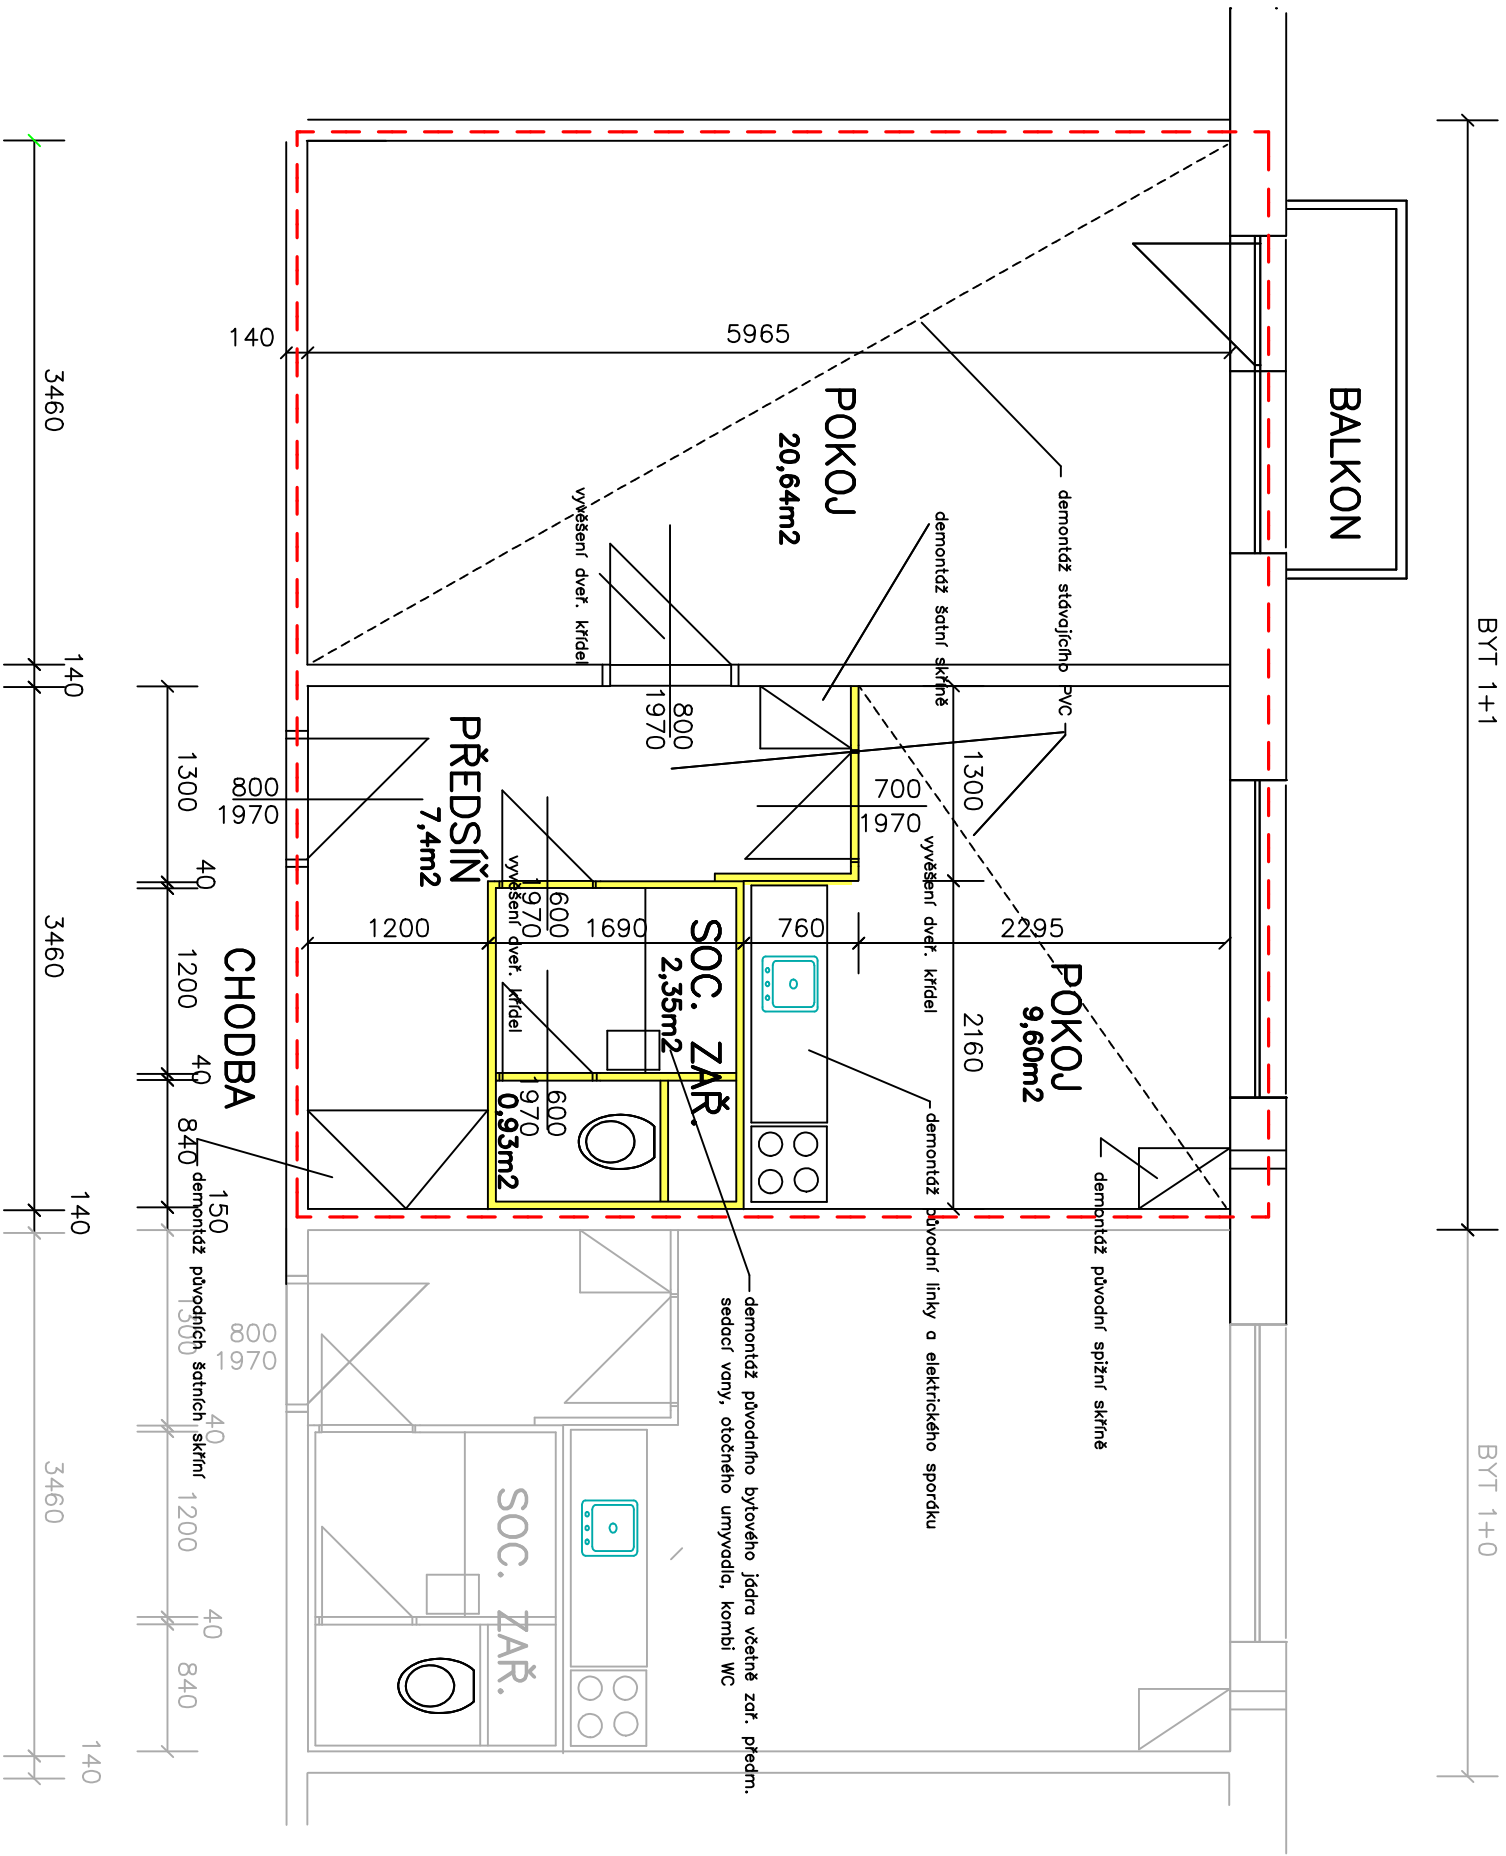 BYT 1+1
BYT 1+0
BALKON
demontáž stávajícího PVC
demontáž původní spižní skříně
POKOJ
9,60m2
1300
2160
demontáž šatní skříně
vyvěšení dveř. křídel
demontáž původní linky a elektrického sporáku
POKOJ
20,64m2
140
5965
700
1970
1200
1690
760
2295
SOC. ZAŘ.
2,35m2
demontáž původního bytového jádra včetně zař. předm.
sedací vany, otočného umyvadla, kombi WC
800
1970
vyvěšení dveř. křídel
600
1970
600
1970
vyvěšení dveř. křídel
0,93m2
SOC. ZAŘ.
PŘEDSÍŇ
7,4m2
800
1970
800
1970
CHODBA
150
demontáž původních šatních skříní
40
40
40
40
1300
1200
840
1300
1200
840
140
140
140
3460
3460
3460